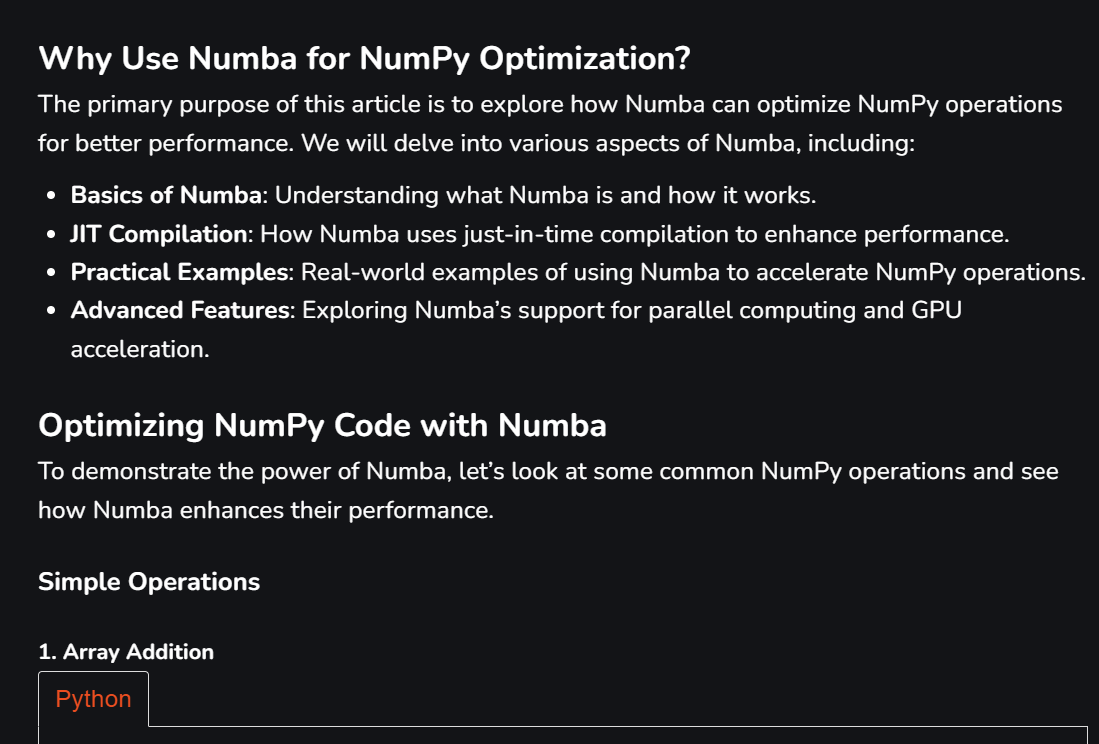 Why Use Numba for NumPy Optimization?
The primary purpose of this article is to explore how Numba can optimize NumPy operations
for better performance. We will delve into various aspects of Numba, including:
• Basics of Numba: Understanding what Numba is and how it works.
• JIT Compilation: How Numba uses just-in-time compilation to enhance performance.
• Practical Examples: Real-world examples of using Numba to accelerate NumPy operations.
• Advanced Features: Exploring Numba’s support for parallel computing and GPU
acceleration.
Optimizing NumPy Code with Numba
To demonstrate the power of Numba, let’s look at some common NumPy operations and see
how Numba enhances their performance.
Simple Operations
1. Array Addition
Python